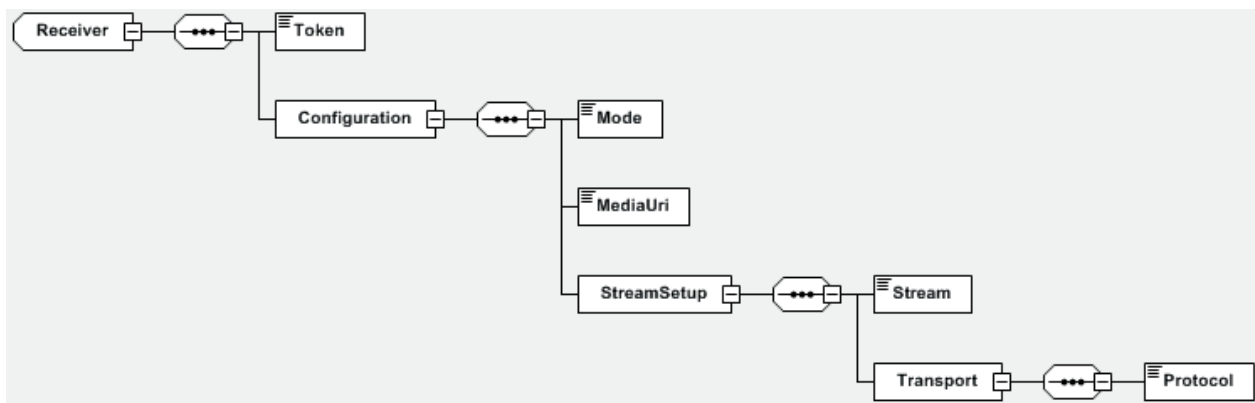 Receiver
Token
Configuration
Mode
MediaUri
StreamSetup
Stream
Transport
Protocol